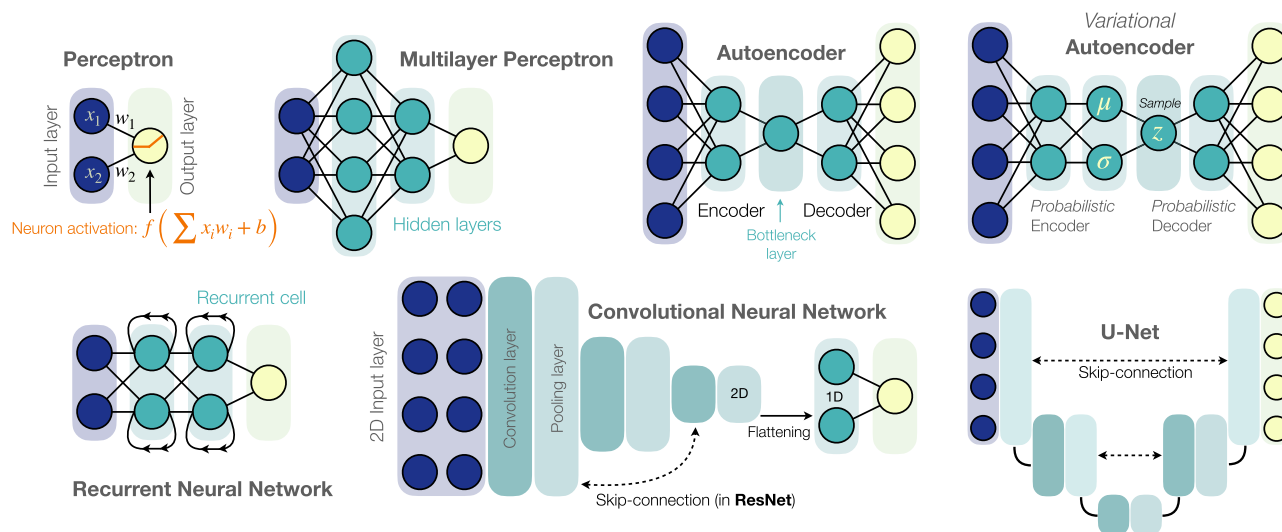 Perceptron
Input layer
x₁
w₁
x₂
w₂
Output layer
Neuron activation: f ( ∑ xᵢwᵢ + b )
Multilayer Perceptron
Hidden layers
Autoencoder
Encoder
Decoder
Bottleneck
layer
Variational
Autoencoder
μ
σ
Sample
z
Probabilistic
Encoder
Probabilistic
Decoder
Recurrent cell
Recurrent Neural Network
2D Input layer
Convolution layer
Pooling layer
Convolutional Neural Network
2D
Flattening
1D
Skip-connection (in ResNet)
U-Net
Skip-connection